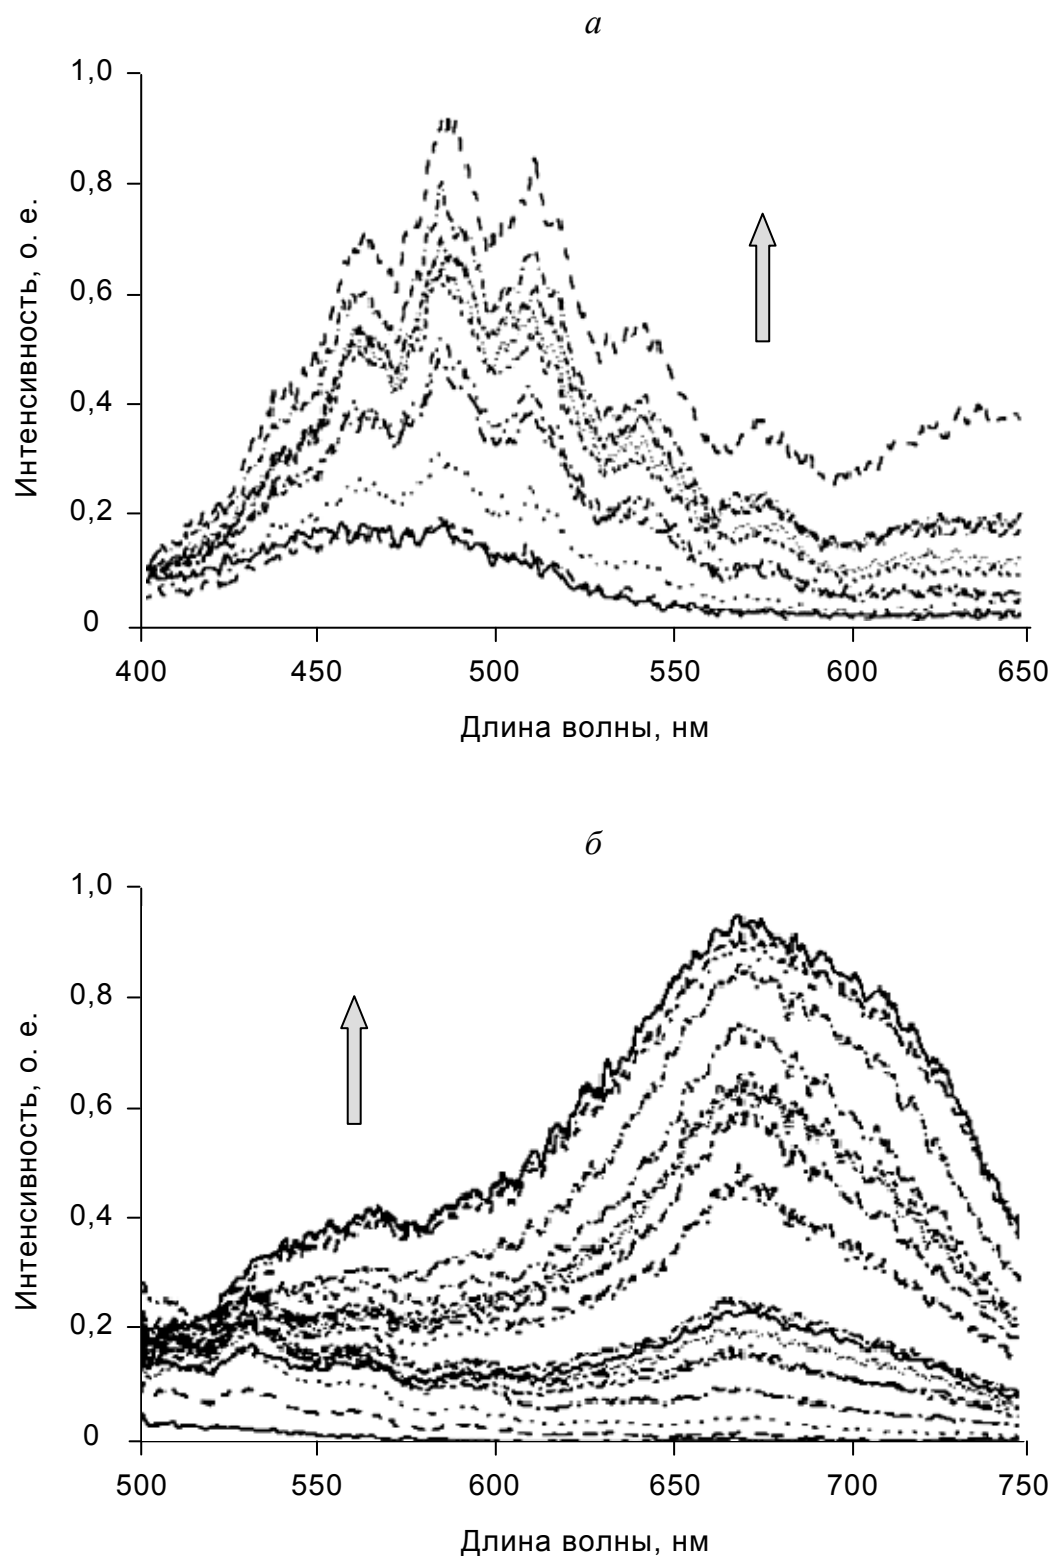 а
1,0
0,8
0,6
0,4
0,2
0
Интенсивность, о. е.
400 450 500 550 600 650
Длина волны, нм
б
1,0
0,8
0,6
0,4
0,2
0
Интенсивность, о. е.
500 550 600 650 700 750
Длина волны, нм